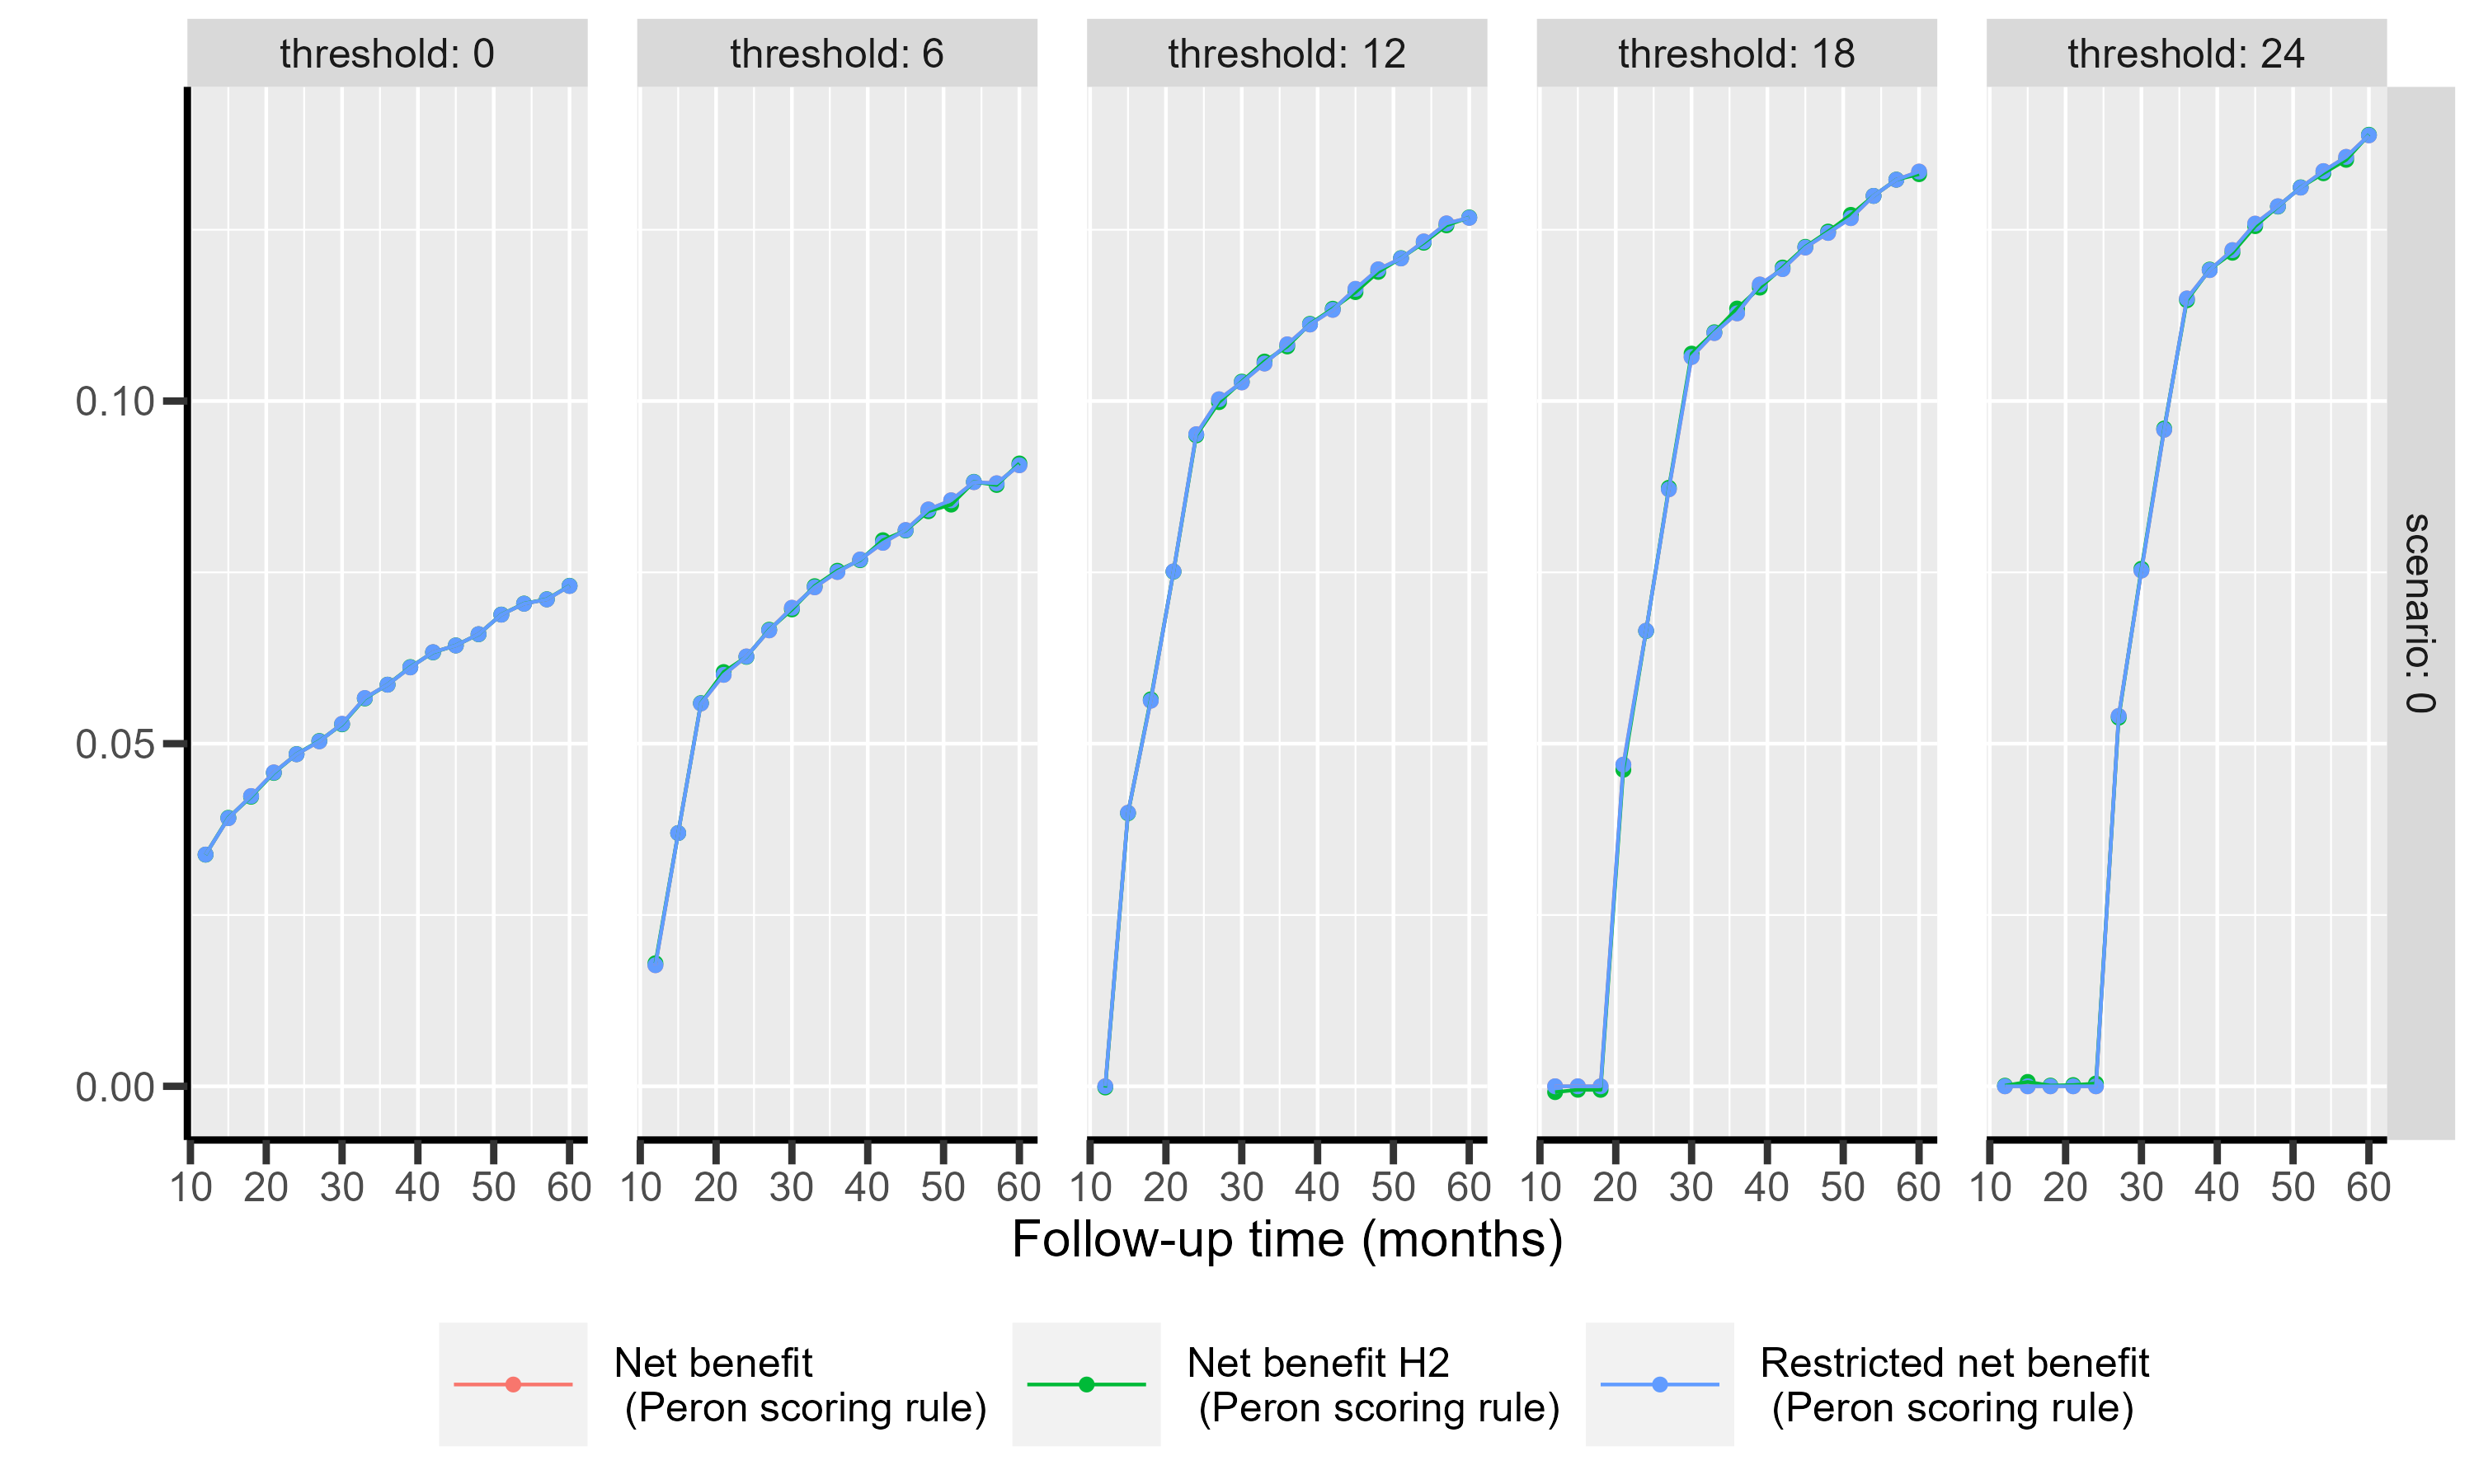 threshold: 0
threshold: 6
threshold: 12
threshold: 18
threshold: 24
scenario: 0
0.10
0.05
0.00
10 20 30 40 50 60
10 20 30 40 50 60
10 20 30 40 50 60
10 20 30 40 50 60
10 20 30 40 50 60
Follow-up time (months)
Net benefit
(Peron scoring rule)
Net benefit H2
(Peron scoring rule)
Restricted net benefit
(Peron scoring rule)